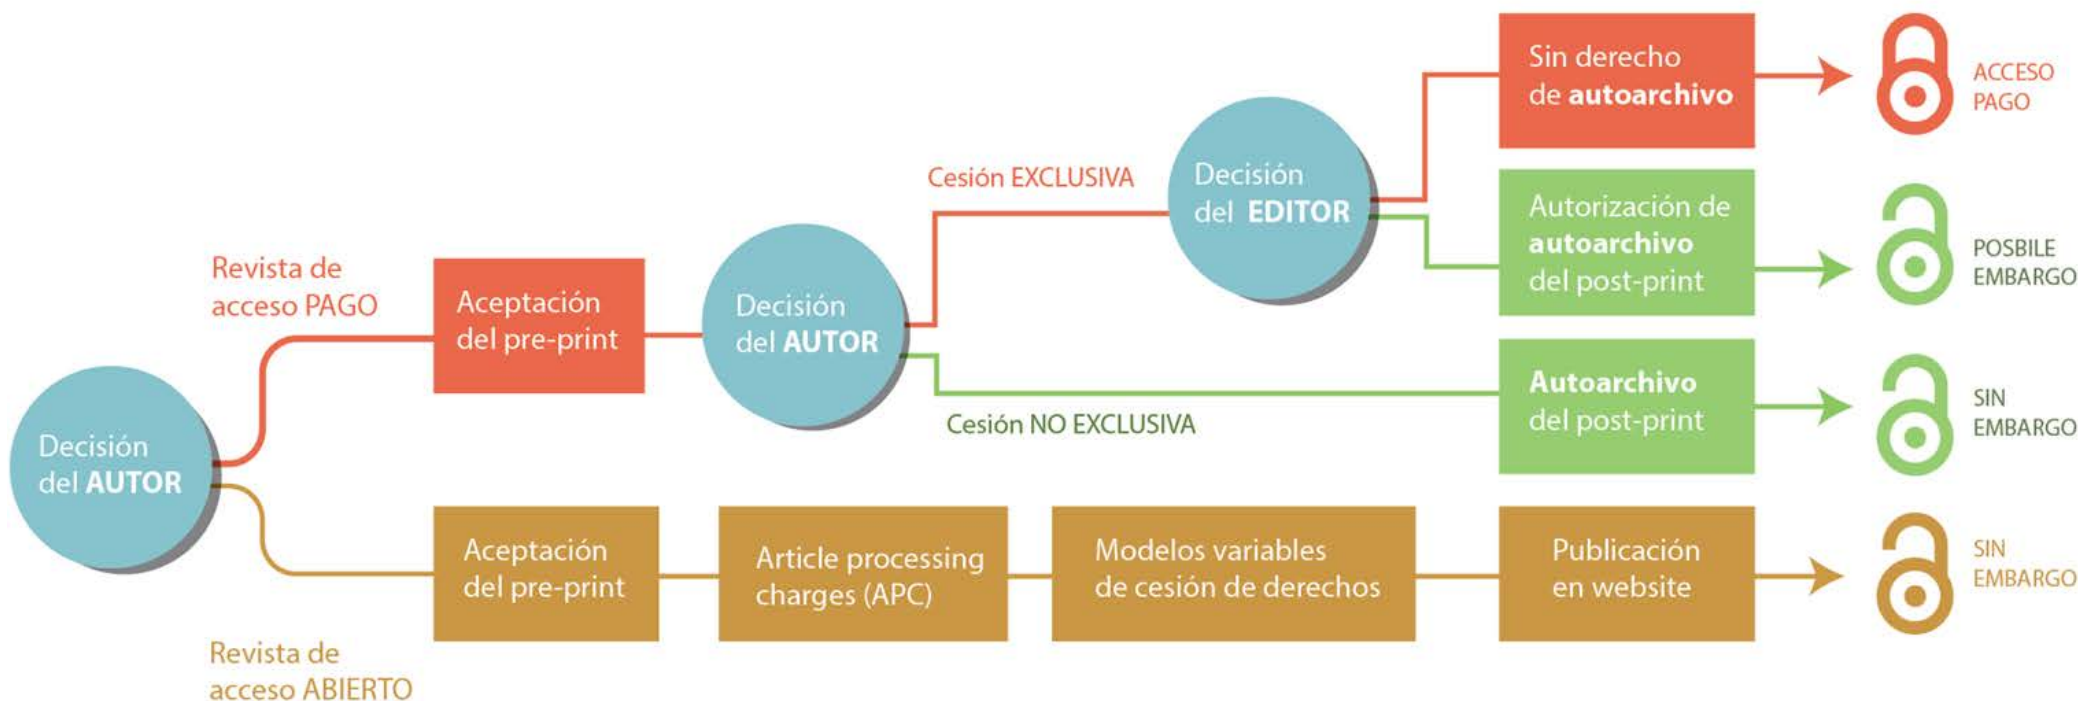 Decisión
del AUTOR
Revista de
acceso PAGO
Aceptación
del pre-print
Decisión
del AUTOR
Cesión EXCLUSIVA
Decisión
del EDITOR
Sin derecho
de autoarchivo
ACCESO
PAGO
Autorización de
autoarchivo
del post-print
POSBILE
EMBARGO
Cesión NO EXCLUSIVA
Autoarchivo
del post-print
SIN
EMBARGO
Revista de
acceso ABIERTO
Aceptación
del pre-print
Article processing
charges (APC)
Modelos variables
de cesión de derechos
Publicación
en website
SIN
EMBARGO